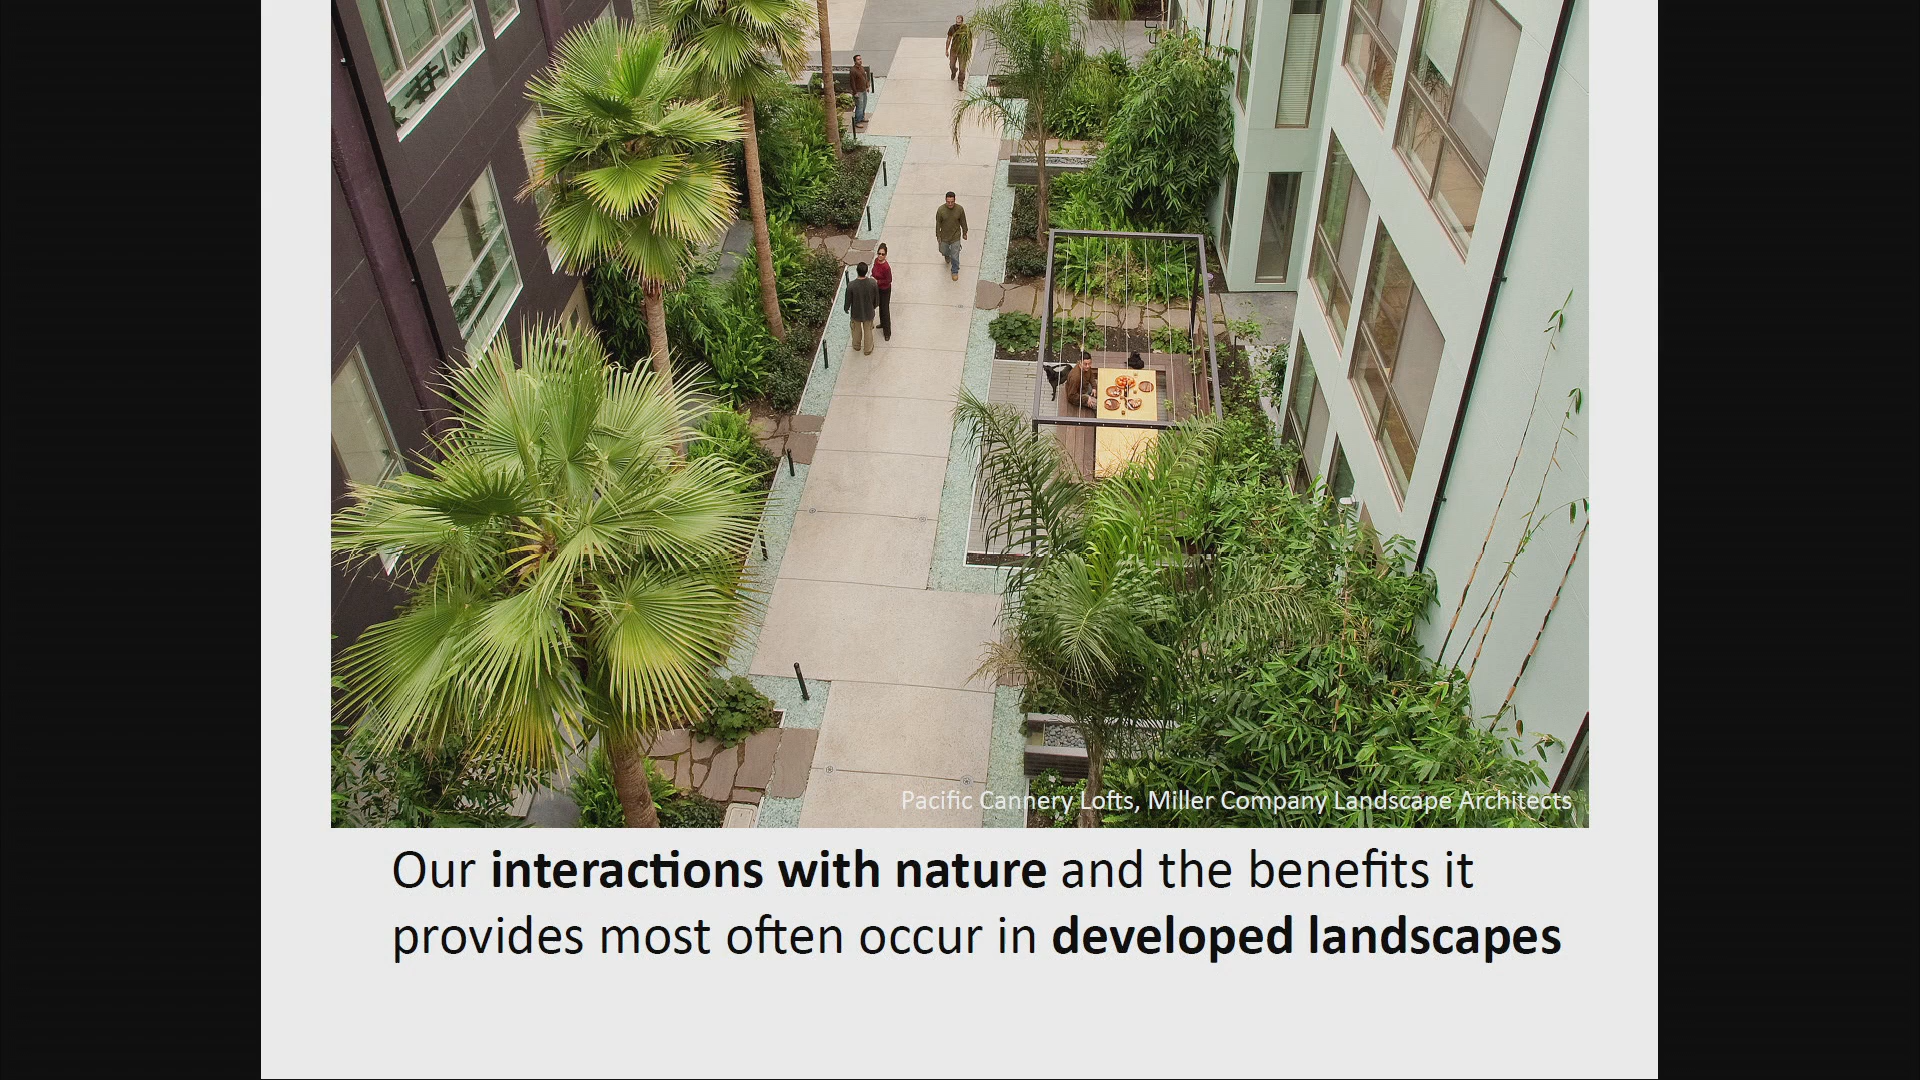 Pacific Cannery Lofts, Miller Company Landscape Architects
Our interactions with nature and the benefits it
provides most often occur in developed landscapes